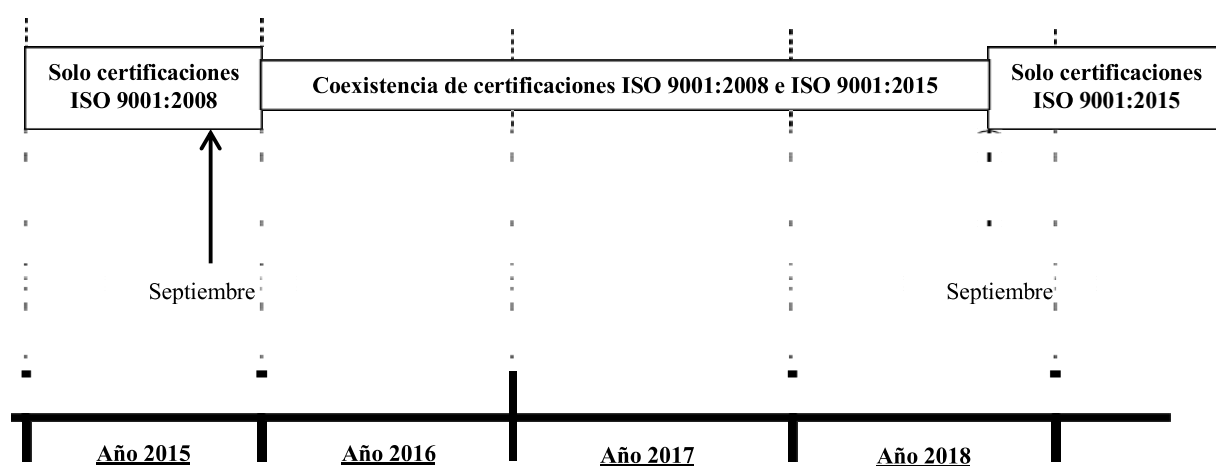 Solo certificaciones
ISO 9001:2008
Coexistencia de certificaciones ISO 9001:2008 e ISO 9001:2015
Solo certificaciones
ISO 9001:2015
Septiembre
Septiembre
Año 2015
Año 2016
Año 2017
Año 2018